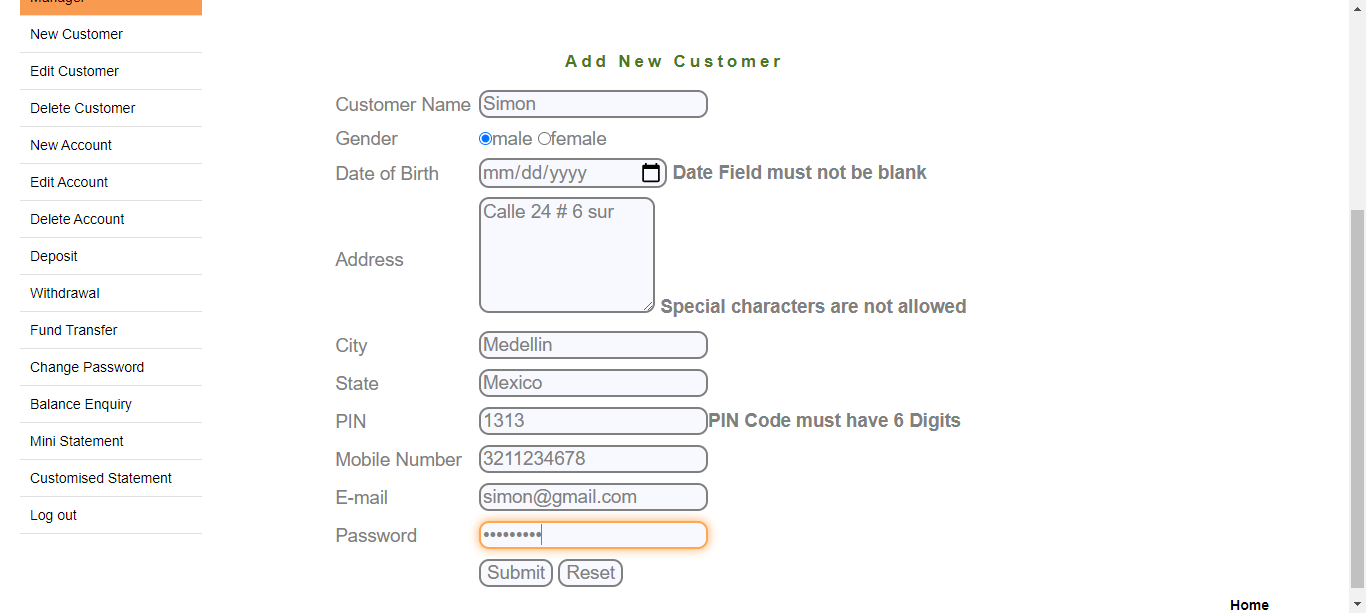 Manager
New Customer
Edit Customer
Delete Customer
New Account
Edit Account
Delete Account
Deposit
Withdrawal
Fund Transfer
Change Password
Balance Enquiry
Mini Statement
Customised Statement
Log out
Add New Customer
Customer Name Simon
Gender male female
Date of Birth mm/dd/yyyy Date Field must not be blank
Address Calle 24 # 6 sur
Special characters are not allowed
City Medellin
State Mexico
PIN 1313 PIN Code must have 6 Digits
Mobile Number 3211234678
E-mail simon@gmail.com
Password •••••••••
Submit Reset
Home